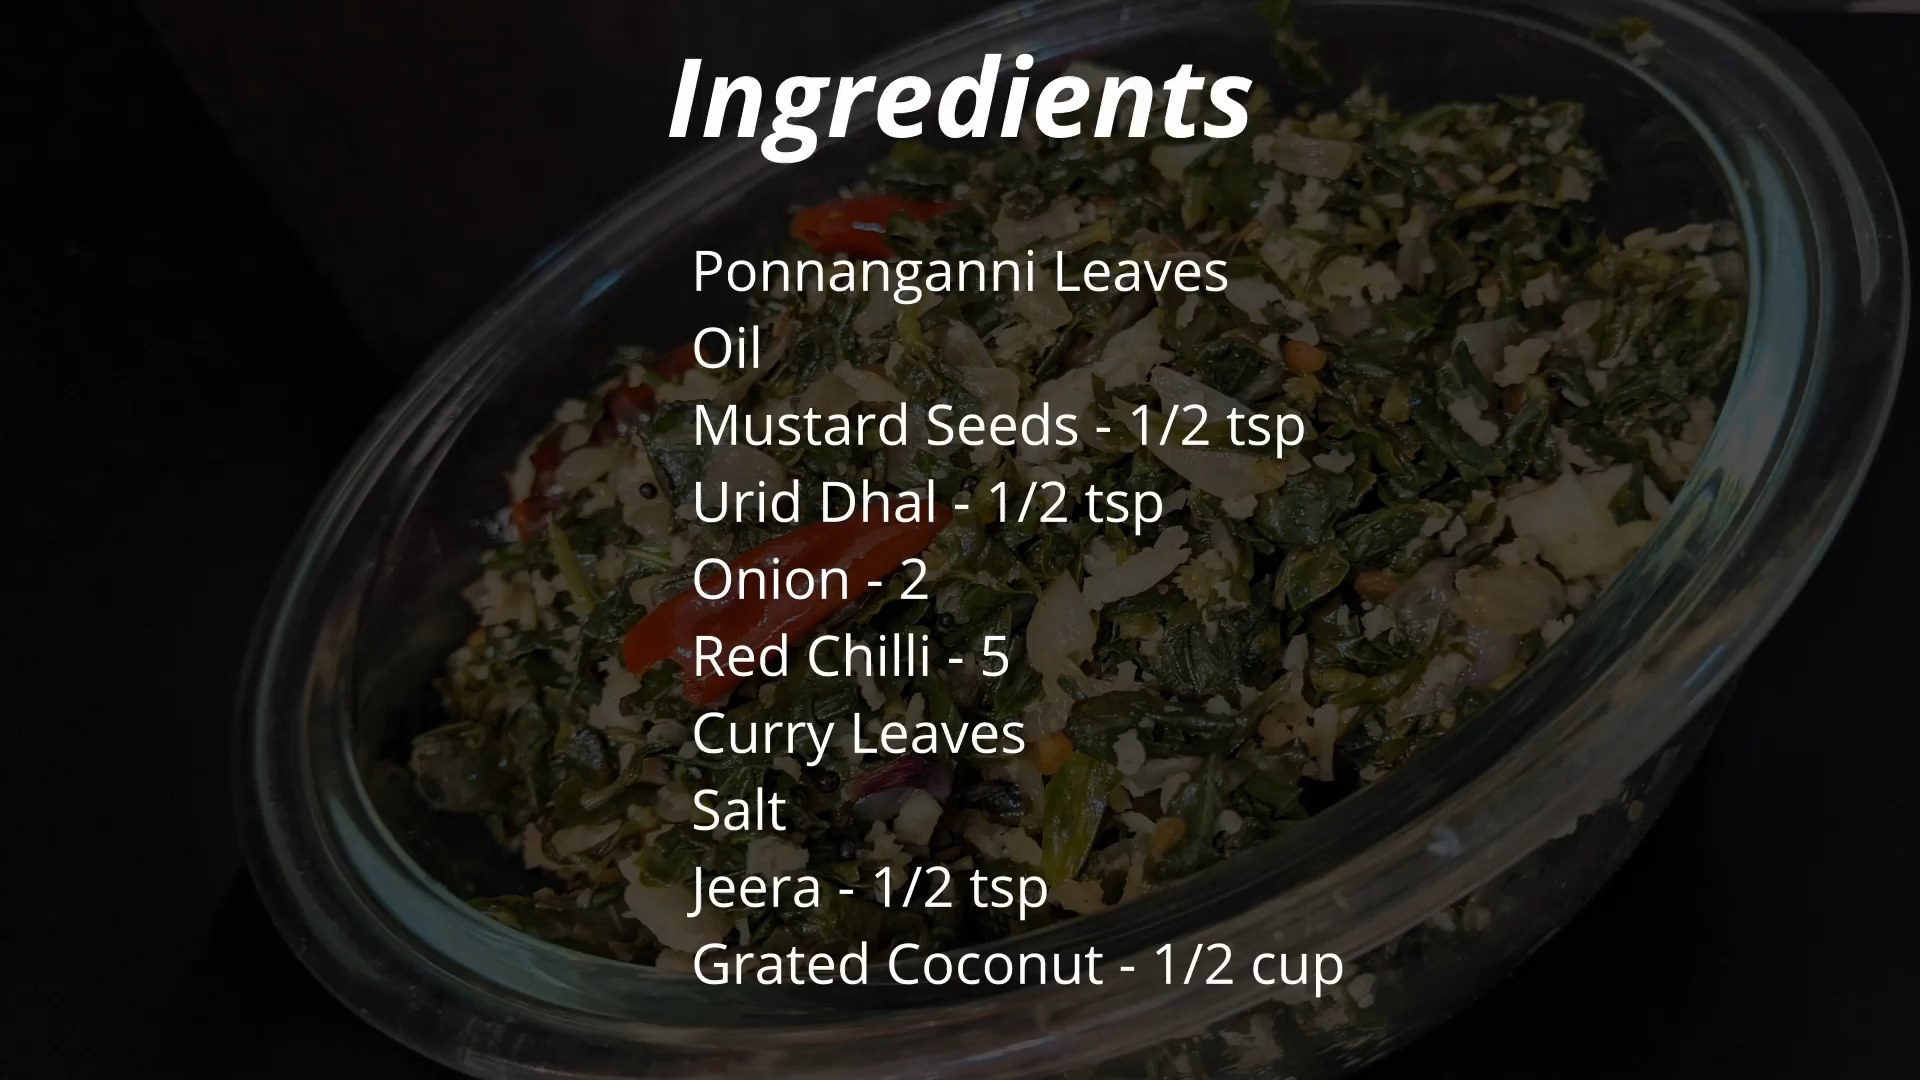 Ingredients
Ponnanganni Leaves
Oil
Mustard Seeds - 1/2 tsp
Urid Dhal - 1/2 tsp
Onion - 2
Red Chilli - 5
Curry Leaves
Salt
Jeera - 1/2 tsp
Grated Coconut - 1/2 cup